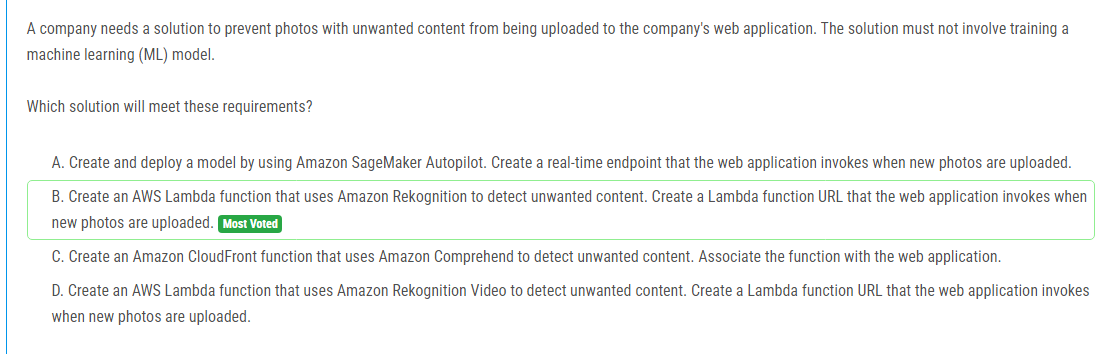 A company needs a solution to prevent photos with unwanted content from being uploaded to the company's web application. The solution must not involve training a
machine learning (ML) model.
Which solution will meet these requirements?
A. Create and deploy a model by using Amazon SageMaker Autopilot. Create a real-time endpoint that the web application invokes when new photos are uploaded.
B. Create an AWS Lambda function that uses Amazon Rekognition to detect unwanted content. Create a Lambda function URL that the web application invokes when
new photos are uploaded. Most Voted
C. Create an Amazon CloudFront function that uses Amazon Comprehend to detect unwanted content. Associate the function with the web application.
D. Create an AWS Lambda function that uses Amazon Rekognition Video to detect unwanted content. Create a Lambda function URL that the web application invokes
when new photos are uploaded.